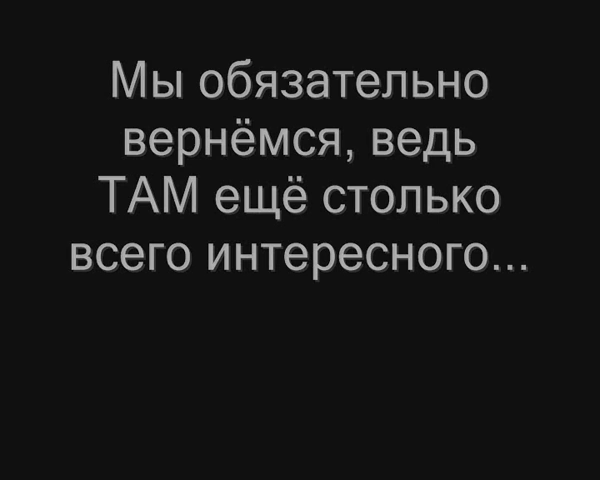 Мы обязательно
вернёмся, ведь
ТАМ ещё столько
всего интересного...